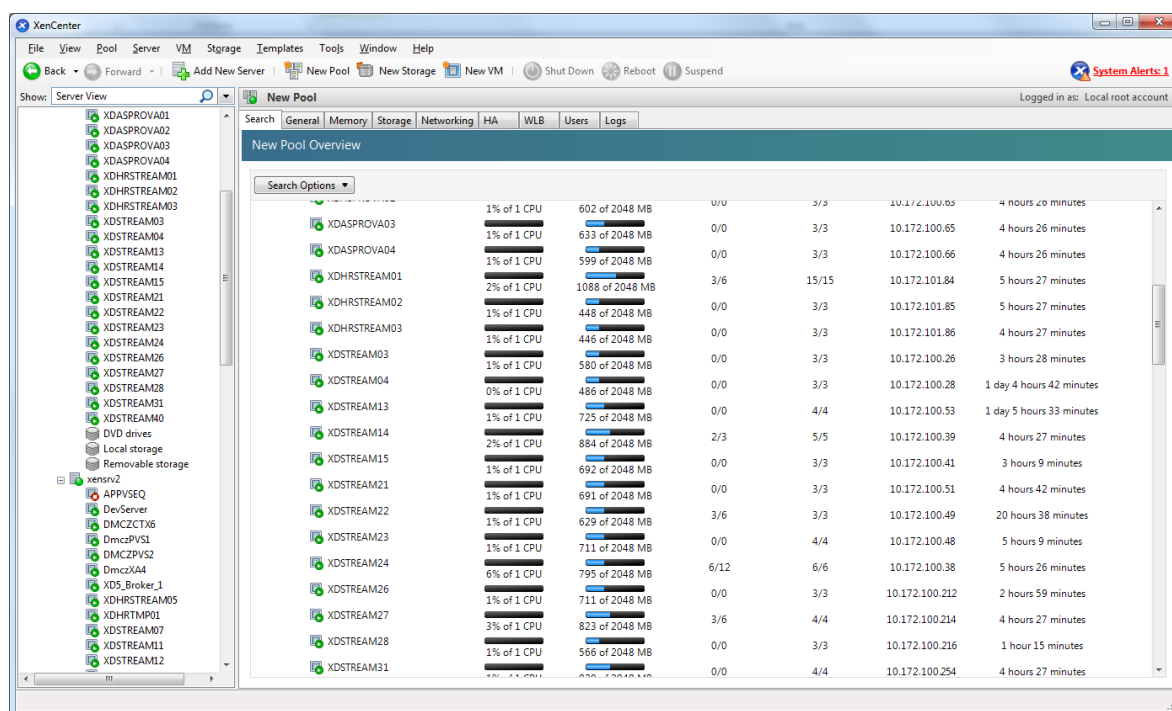 XenCenter
File View Pool Server VM Storage Templates Tools Window Help
Back Forward Add New Server New Pool New Storage New VM Shut Down Reboot Suspend System Alerts: 1
Show: Server View
New Pool Logged in as: Local root account
Search General Memory Storage Networking HA WLB Users Logs
New Pool Overview
Search Options
XDASPROVA01
XDASPROVA02
XDASPROVA03
XDASPROVA04
XDHRSTREAM01
XDHRSTREAM02
XDHRSTREAM03
XDSTREAM03
XDSTREAM04
XDSTREAM13
XDSTREAM14
XDSTREAM15
XDSTREAM21
XDSTREAM22
XDSTREAM23
XDSTREAM24
XDSTREAM26
XDSTREAM27
XDSTREAM28
XDSTREAM31
XDSTREAM40
DVD drives
Local storage
Removable storage
xensrv2
APPVSEQ
DevServer
DMCZCTX6
DmczPVS1
DMCZPVS2
DmczXA4
XD5_Broker_1
XDHRSTREAM05
XDHRTMP01
XDSTREAM07
XDSTREAM11
XDSTREAM12
1% of 1 CPU 602 of 2048 MB 0/0 3/3 10.172.100.63 4 hours 26 minutes
XDASPROVA03 1% of 1 CPU 633 of 2048 MB 0/0 3/3 10.172.100.65 4 hours 26 minutes
XDASPROVA04 1% of 1 CPU 599 of 2048 MB 0/0 3/3 10.172.100.66 4 hours 26 minutes
XDHRSTREAM01 2% of 1 CPU 1088 of 2048 MB 3/6 15/15 10.172.101.84 5 hours 27 minutes
XDHRSTREAM02 1% of 1 CPU 448 of 2048 MB 0/0 3/3 10.172.101.85 5 hours 27 minutes
XDHRSTREAM03 1% of 1 CPU 446 of 2048 MB 0/0 3/3 10.172.101.86 4 hours 27 minutes
XDSTREAM03 1% of 1 CPU 580 of 2048 MB 0/0 3/3 10.172.100.26 3 hours 28 minutes
XDSTREAM04 0% of 1 CPU 486 of 2048 MB 0/0 3/3 10.172.100.28 1 day 4 hours 42 minutes
XDSTREAM13 1% of 1 CPU 725 of 2048 MB 0/0 4/4 10.172.100.53 1 day 5 hours 33 minutes
XDSTREAM14 2% of 1 CPU 884 of 2048 MB 2/3 5/5 10.172.100.39 4 hours 27 minutes
XDSTREAM15 1% of 1 CPU 692 of 2048 MB 0/0 3/3 10.172.100.41 3 hours 9 minutes
XDSTREAM21 1% of 1 CPU 691 of 2048 MB 0/0 3/3 10.172.100.51 4 hours 42 minutes
XDSTREAM22 1% of 1 CPU 629 of 2048 MB 3/6 3/3 10.172.100.49 20 hours 38 minutes
XDSTREAM23 1% of 1 CPU 711 of 2048 MB 0/0 4/4 10.172.100.48 5 hours 9 minutes
XDSTREAM24 6% of 1 CPU 795 of 2048 MB 6/12 6/6 10.172.100.38 5 hours 26 minutes
XDSTREAM26 1% of 1 CPU 711 of 2048 MB 0/0 3/3 10.172.100.212 2 hours 59 minutes
XDSTREAM27 3% of 1 CPU 823 of 2048 MB 3/6 4/4 10.172.100.214 4 hours 27 minutes
XDSTREAM28 1% of 1 CPU 566 of 2048 MB 0/0 3/3 10.172.100.216 1 hour 15 minutes
XDSTREAM31 0/0 4/4 10.172.100.254 4 hours 27 minutes